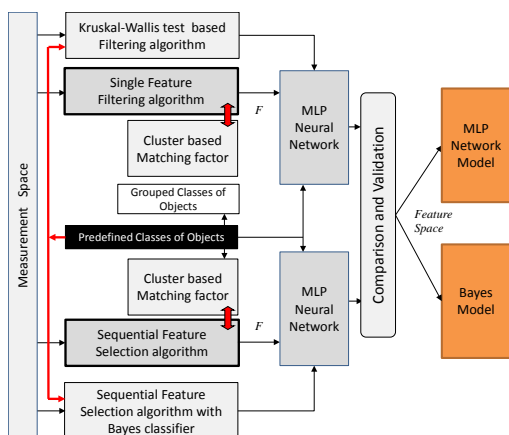 Kruskal-Wallis test based
Filtering algorithm
Single Feature
Filtering algorithm
F
Cluster based
Matching factor
Grouped Classes of
Objects
Predefined Classes of Objects
Cluster based
Matching factor
F
Sequential Feature
Selection algorithm
Sequential Feature
Selection algorithm with
Bayes classifier
Measurement Space
MLP
Neural
Network
MLP
Neural
Network
Comparison and Validation
Feature
Space
MLP
Network
Model
Bayes
Model